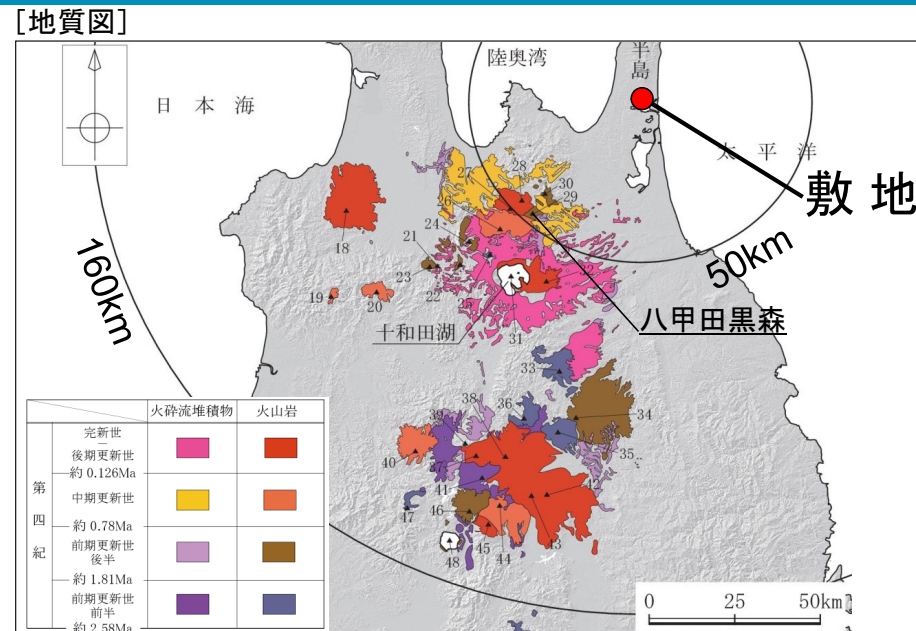 [地質図]
陸奥湾
半島
日本海
太平洋
敷地
160km
50km
八甲田黒森
十和田湖
18
19
20
21
22
23
24
25
26
27
28
29
30
31
32
33
34
35
36
37
38
39
40
41
42
43
44
45
46
47
48
火砕流堆積物 火山岩
第四紀
完新世
後期更新世
約 0.126Ma
中期更新世
約 0.78Ma
前期更新世
後半
約 1.81Ma
前期更新世
前半
約 2.58Ma
0 25 50km